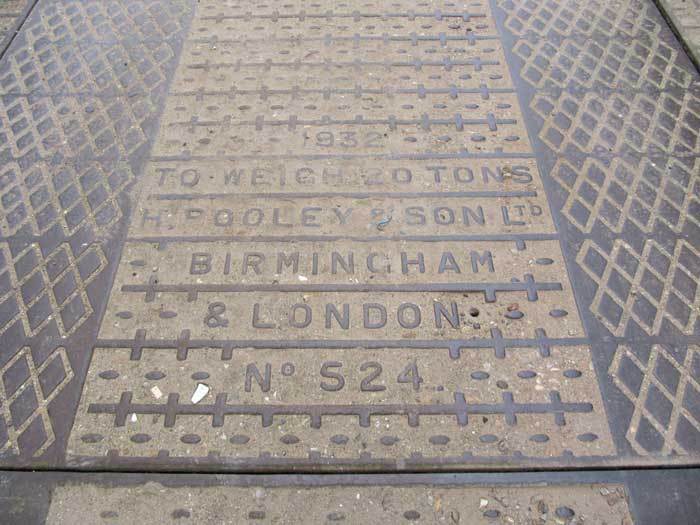 1932
TO WEIGH 20 TONS
H. POOLEY & SON LTD
BIRMINGHAM
& LONDON.
No 524